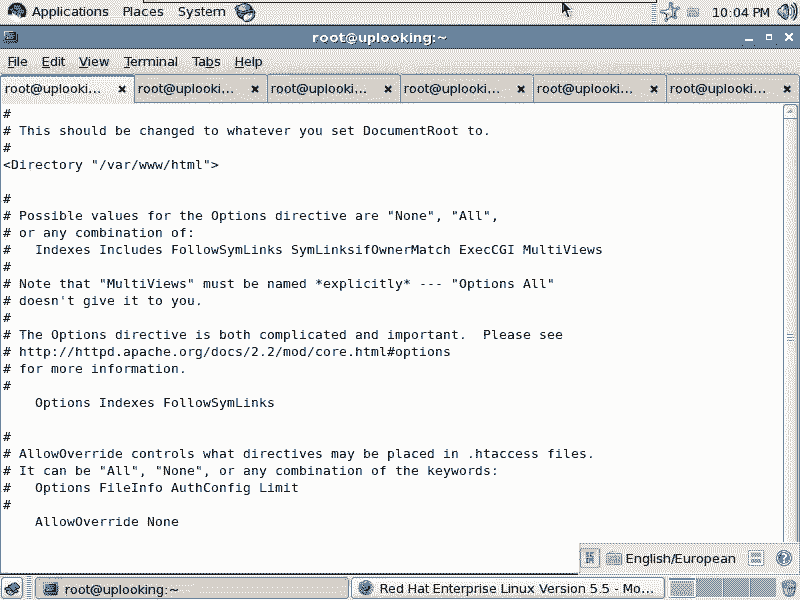 Applications Places System 10:04 PM
root@uplooking:~
File Edit View Terminal Tabs Help
root@uplooki... root@uplooki... root@uplooki... root@uplooki... root@uplooki... root@uplooki...
#
# This should be changed to whatever you set DocumentRoot to.
#
<Directory "/var/www/html">
#
# Possible values for the Options directive are "None", "All",
# or any combination of:
#   Indexes Includes FollowSymLinks SymLinksifOwnerMatch ExecCGI MultiViews
#
# Note that "MultiViews" must be named *explicitly* --- "Options All"
# doesn't give it to you.
#
# The Options directive is both complicated and important.  Please see
# http://httpd.apache.org/docs/2.2/mod/core.html#options
# for more information.
#
    Options Indexes FollowSymLinks
#
# AllowOverride controls what directives may be placed in .htaccess files.
# It can be "All", "None", or any combination of the keywords:
#   Options FileInfo AuthConfig Limit
#
    AllowOverride None
English/European
root@uplooking:~ Red Hat Enterprise Linux Version 5.5 - Mo...